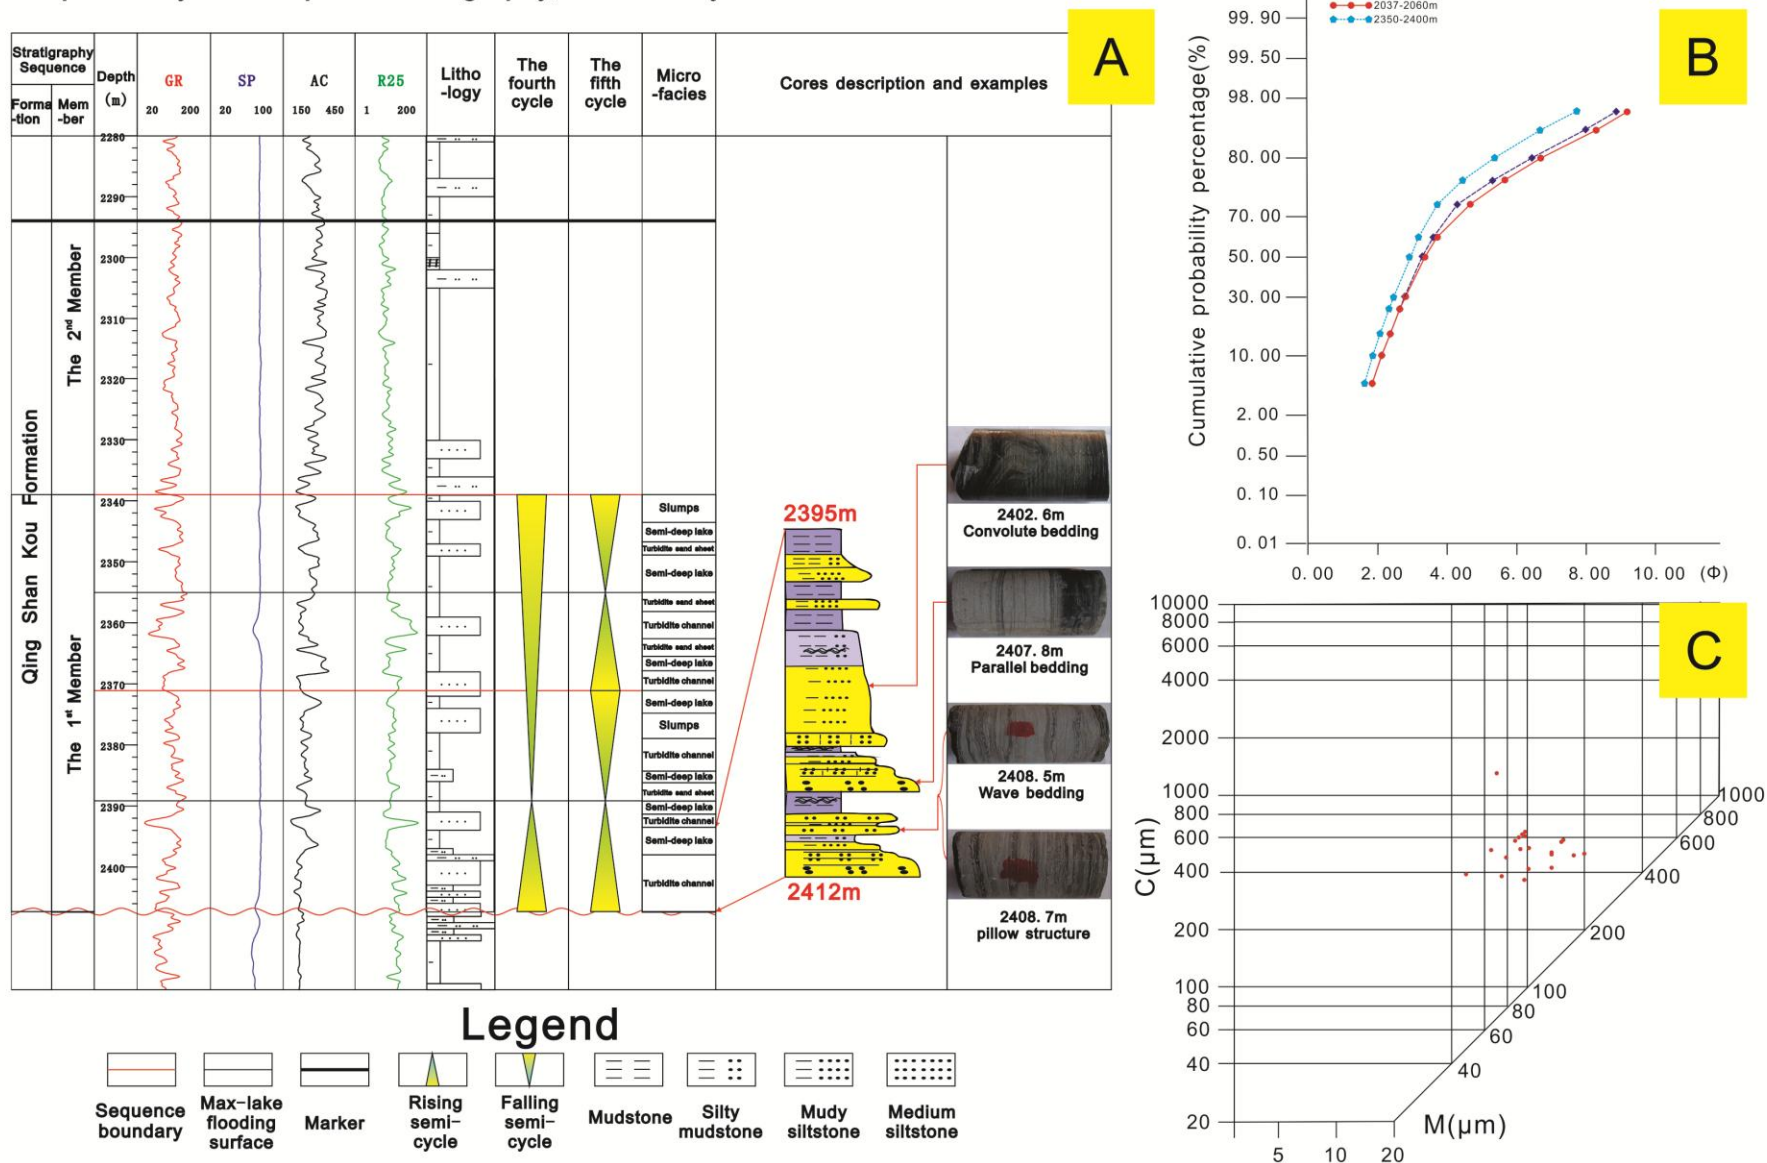 A
Stratigraphy
Sequence
Depth
(m)
GR
SP
AC
R25
Litho
-logy
The
fourth
cycle
The
fifth
cycle
Micro
-facies
Cores description and examples
Forma
-tion
Mem
-ber
20 200
20 100
150 450
1 200
2280
2290
2300
2310
2320
2330
2340
2350
2360
2370
2380
2390
2400
Qing Shan Kou Formation
The 2nd Member
The 1st Member
Slumps
Semi-deep lake
Turbidite sand sheet
Semi-deep lake
Turbidite sand sheet
Turbidite channel
Turbidite sand sheet
Semi-deep lake
Turbidite channel
Semi-deep lake
Slumps
Turbidite channel
Semi-deep lake
Turbidite sand sheet
Semi-deep lake
Turbidite channel
Semi-deep lake
Turbidite channel
2395m
2412m
2402. 6m
Convolute bedding
2407. 8m
Parallel bedding
2408. 5m
Wave bedding
2408. 7m
pillow structure
Legend
Sequence
boundary
Max-lake
flooding
surface
Marker
Rising
semi-
cycle
Falling
semi-
cycle
Mudstone
Silty
mudstone
Mudy
siltstone
Medium
siltstone
B
2037-2060m
2350-2400m
Cumulative probability percentage(%)
99. 90
99. 50
98. 00
80. 00
70. 00
50. 00
30. 00
10. 00
2. 00
0. 50
0. 10
0. 01
0. 00 2. 00 4. 00 6. 00 8. 00 10. 00 (Φ)
C
C(μm)
10000
8000
6000
4000
2000
1000
800
600
400
200
100
80
60
40
20
1000
800
600
400
200
100
80
60
40
M(μm)
5 10 20